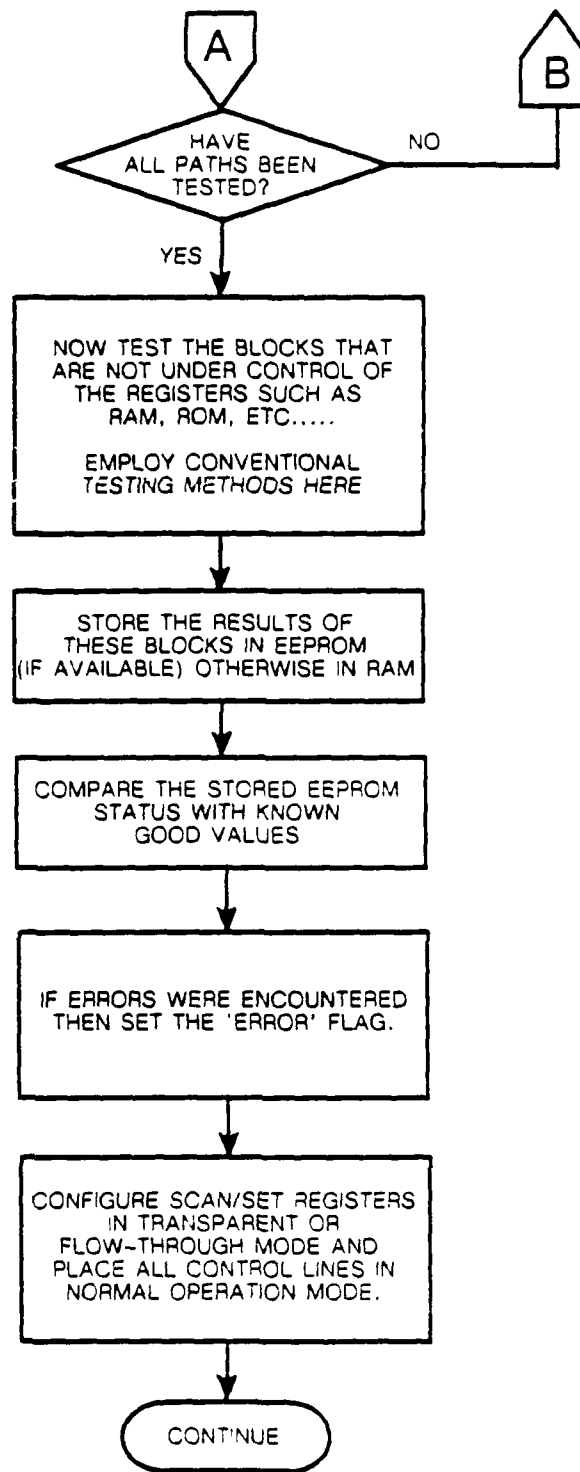 A
B
HAVE
ALL PATHS BEEN
TESTED?
NO
YES
NOW TEST THE BLOCKS THAT
ARE NOT UNDER CONTROL OF
THE REGISTERS SUCH AS
RAM, ROM, ETC.....
EMPLOY CONVENTIONAL
TESTING METHODS HERE
STORE THE RESULTS OF
THESE BLOCKS IN EEPROM
(IF AVAILABLE) OTHERWISE IN RAM
COMPARE THE STORED EEPROM
STATUS WITH KNOWN
GOOD VALUES
IF ERRORS WERE ENCOUNTERED
THEN SET THE 'ERROR' FLAG.
CONFIGURE SCAN/SET REGISTERS
IN TRANSPARENT OR
FLOW-THROUGH MODE AND
PLACE ALL CONTROL LINES IN
NORMAL OPERATION MODE.
CONTINUE